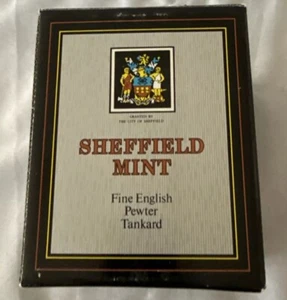 GRANTED BY
THE CITY OF SHEFFIELD
SHEFFIELD
MINT
Fine English
Pewter
Tankard